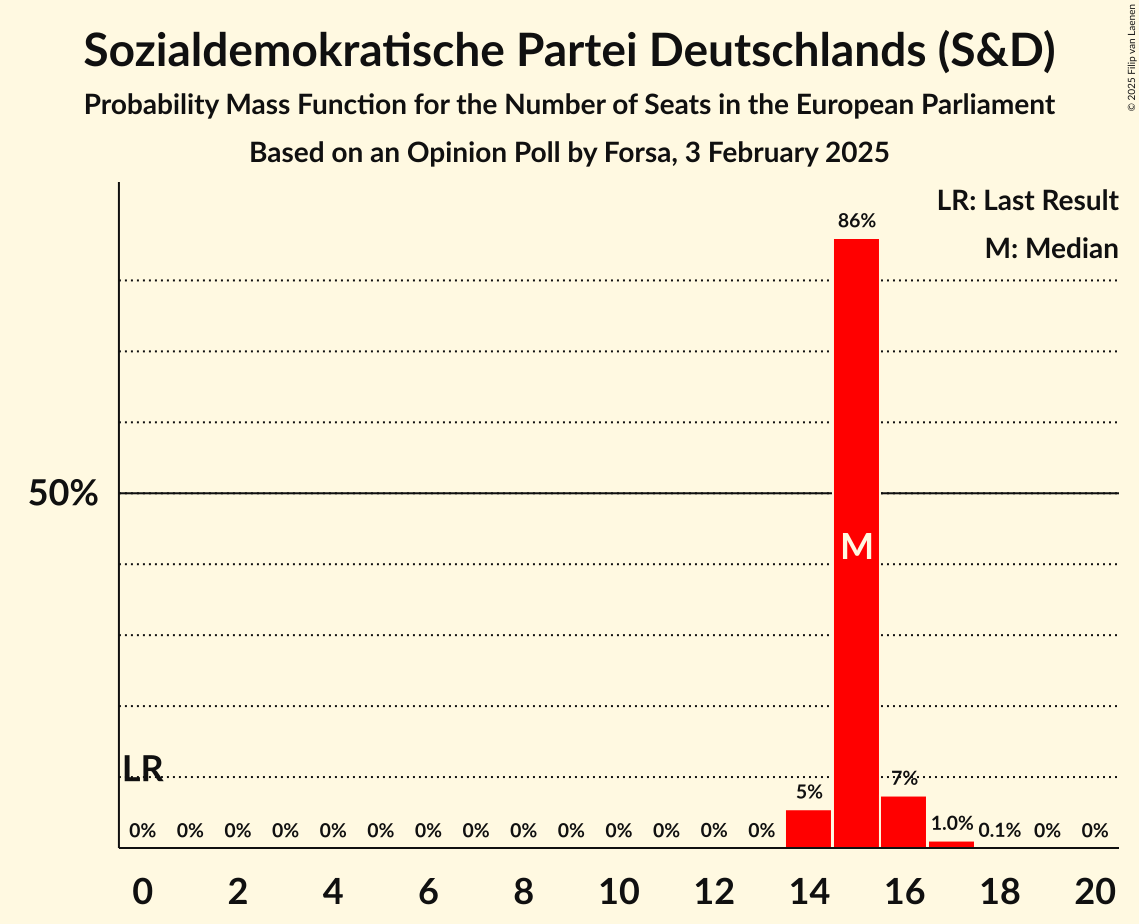 Sozialdemokratische Partei Deutschlands (S&D)
Probability Mass Function for the Number of Seats in the European Parliament
Based on an Opinion Poll by Forsa, 3 February 2025
© 2025 Filip van Laenen
LR: Last Result
M: Median
86%
50%
M
LR
7%
5%
0% 0% 0% 0% 0% 0% 0% 0% 0% 0% 0% 0% 0% 0% 1.0% 0.1% 0% 0%
0 2 4 6 8 10 12 14 16 18 20